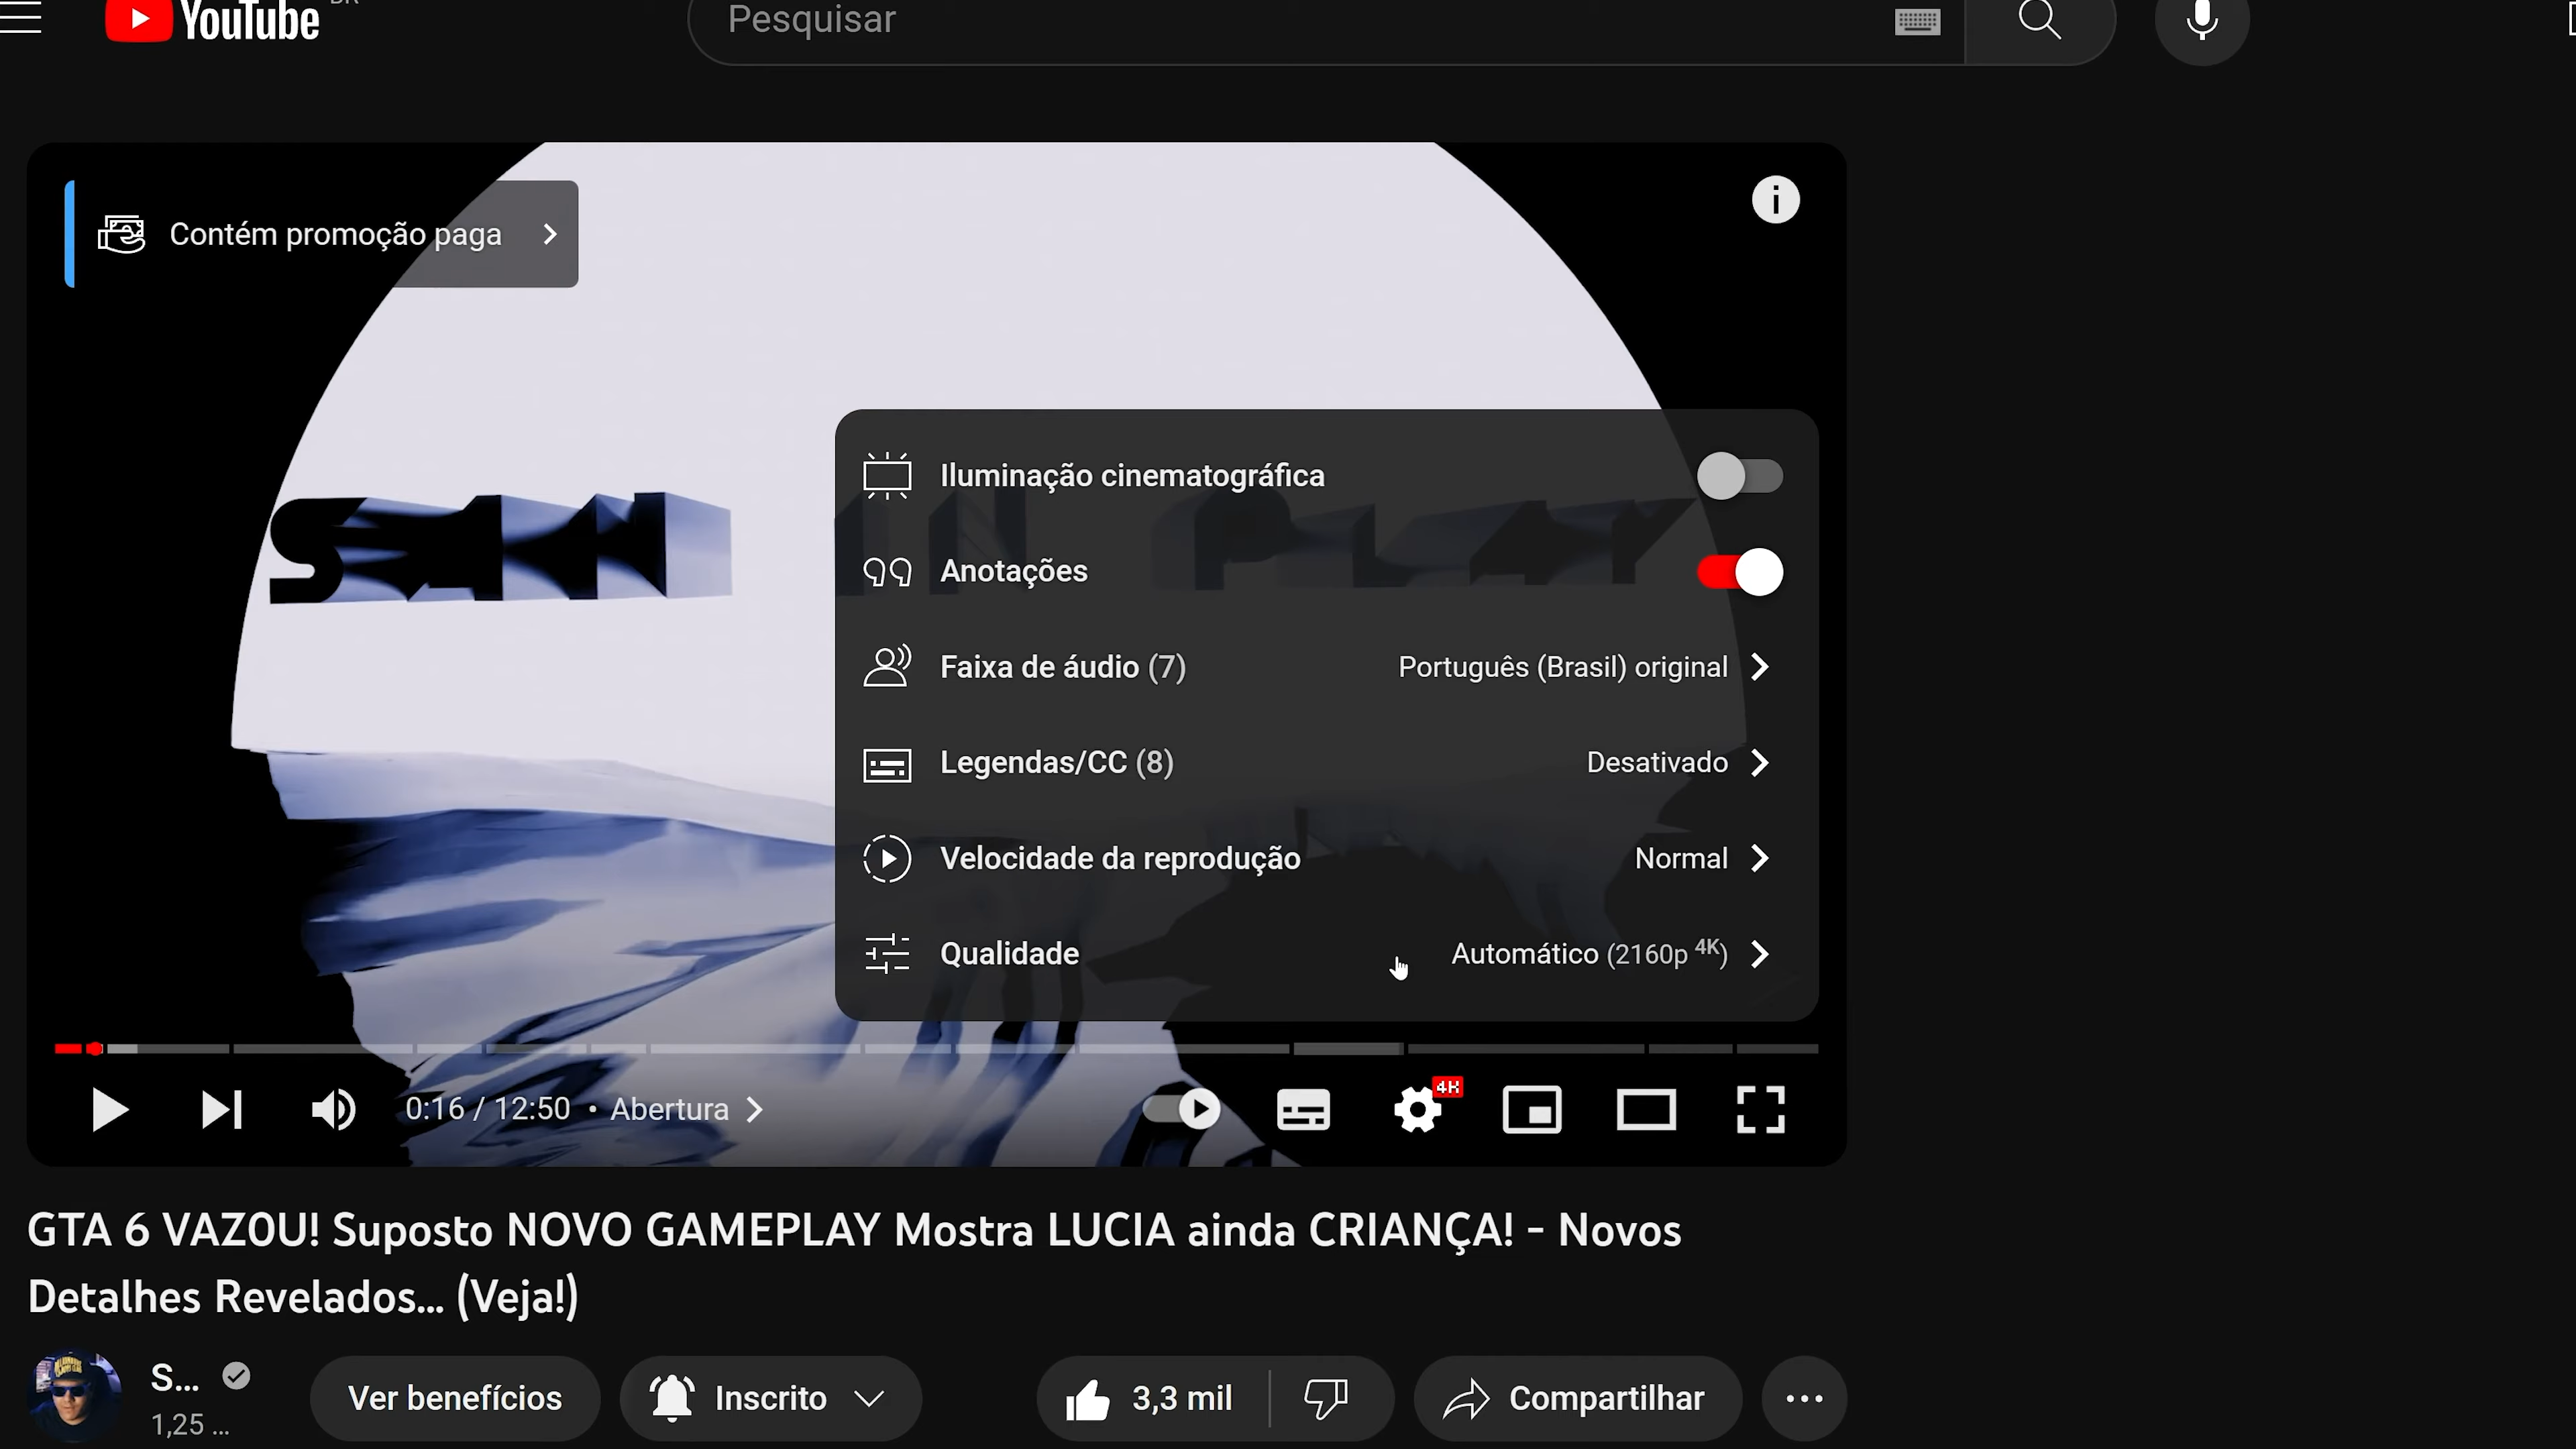 YouTube BR
Pesquisar
Contém promoção paga
Iluminação cinematográfica
Anotações
Faixa de áudio (7) Português (Brasil) original
Legendas/CC (8) Desativado
Velocidade da reprodução Normal
Qualidade Automático (2160p 4K)
PLAY
0:16 / 12:50 • Abertura
4K
GTA 6 VAZOU! Suposto NOVO GAMEPLAY Mostra LUCIA ainda CRIANÇA! - Novos
Detalhes Revelados... (Veja!)
S...
1,25 ...
Ver benefícios
Inscrito
3,3 mil
Compartilhar